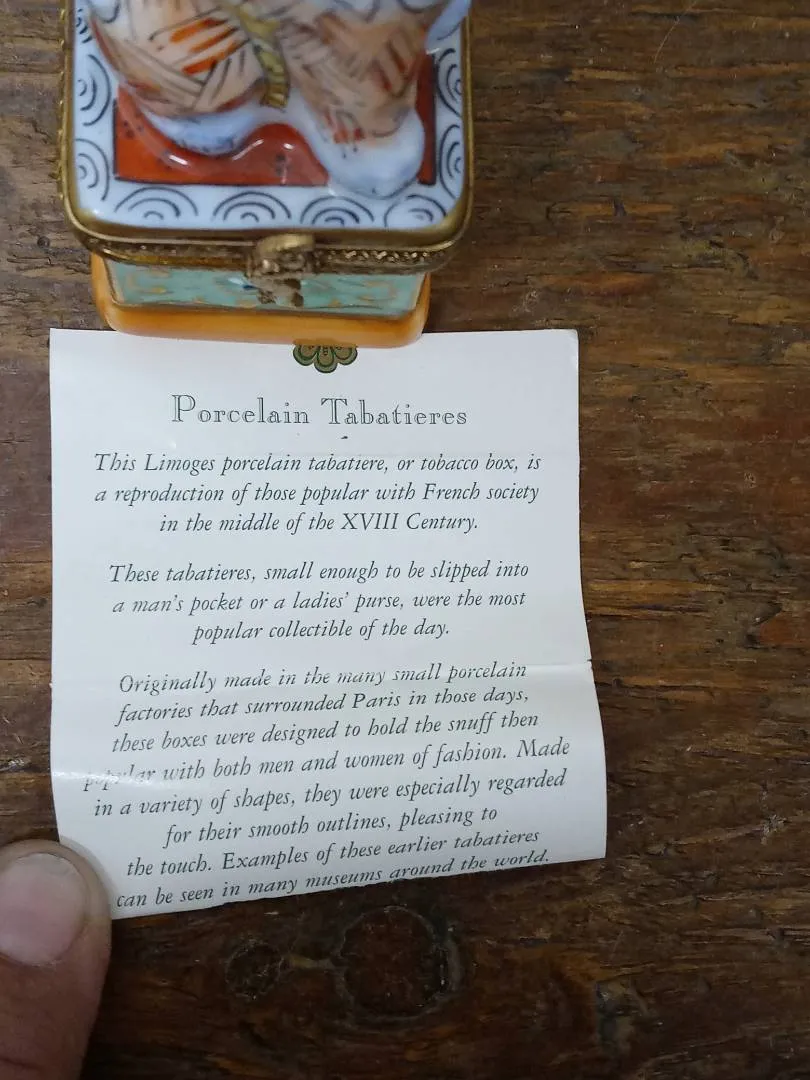 Porcelain Tabatieres
This Limoges porcelain tabatiere, or tobacco box, is
a reproduction of those popular with French society
in the middle of the XVIII Century.
These tabatieres, small enough to be slipped into
a man's pocket or a ladies' purse, were the most
popular collectible of the day.
Originally made in the many small porcelain
factories that surrounded Paris in those days,
these boxes were designed to hold the snuff then
popular with both men and women of fashion. Made
in a variety of shapes, they were especially regarded
for their smooth outlines, pleasing to
the touch. Examples of these earlier tabatieres
can be seen in many museums around the world.